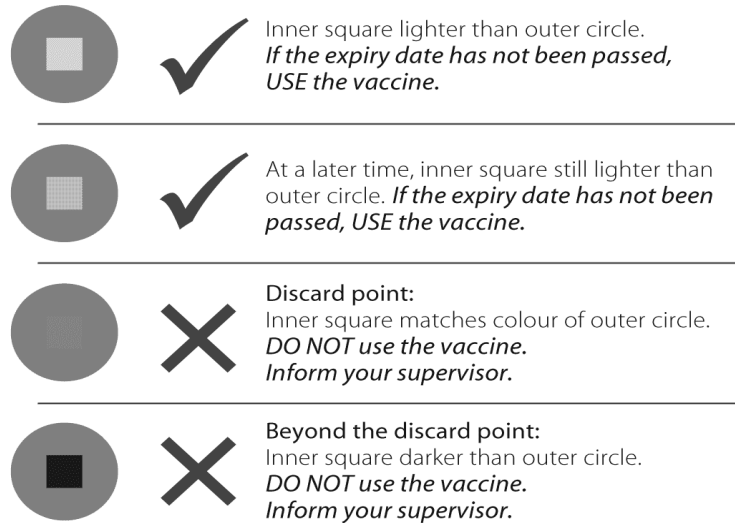 Inner square lighter than outer circle.
If the expiry date has not been passed,
USE the vaccine.
At a later time, inner square still lighter than
outer circle. If the expiry date has not been
passed, USE the vaccine.
Discard point:
Inner square matches colour of outer circle.
DO NOT use the vaccine.
Inform your supervisor.
Beyond the discard point:
Inner square darker than outer circle.
DO NOT use the vaccine.
Inform your supervisor.